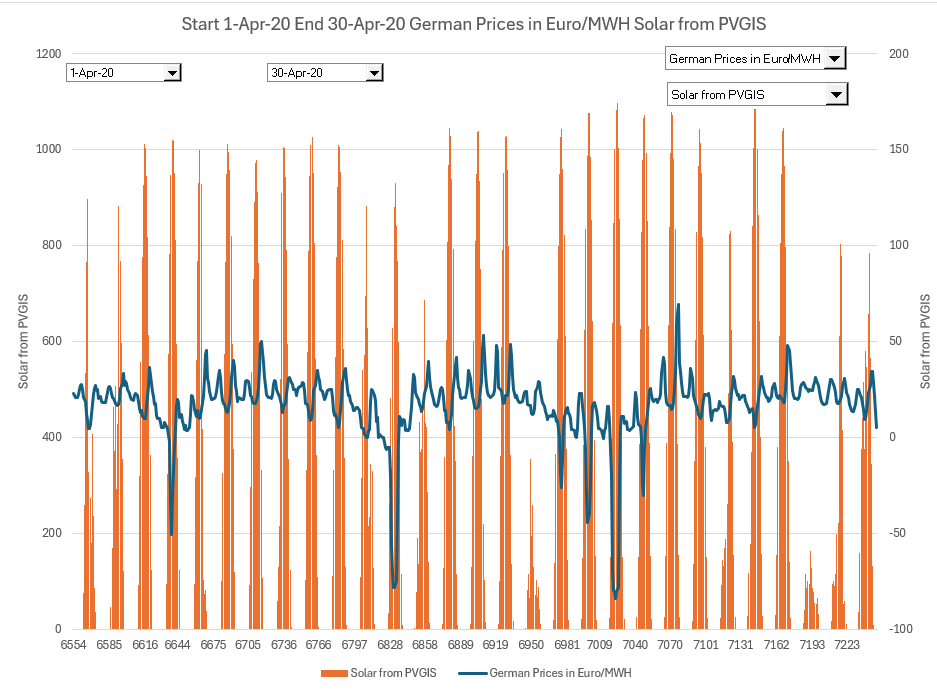 Start 1-Apr-20 End 30-Apr-20 German Prices in Euro/MWH Solar from PVGIS
1200 200
1-Apr-20 30-Apr-20 German Prices in Euro/MWH
Solar from PVGIS
1000 150
800 100
600 50
400 0
200 -50
0 -100
Solar from PVGIS
Solar from PVGIS
6554 6585 6616 6644 6675 6705 6736 6766 6797 6828 6858 6889 6919 6950 6981 7009 7040 7070 7101 7131 7162 7193 7223
Solar from PVGIS German Prices in Euro/MWH